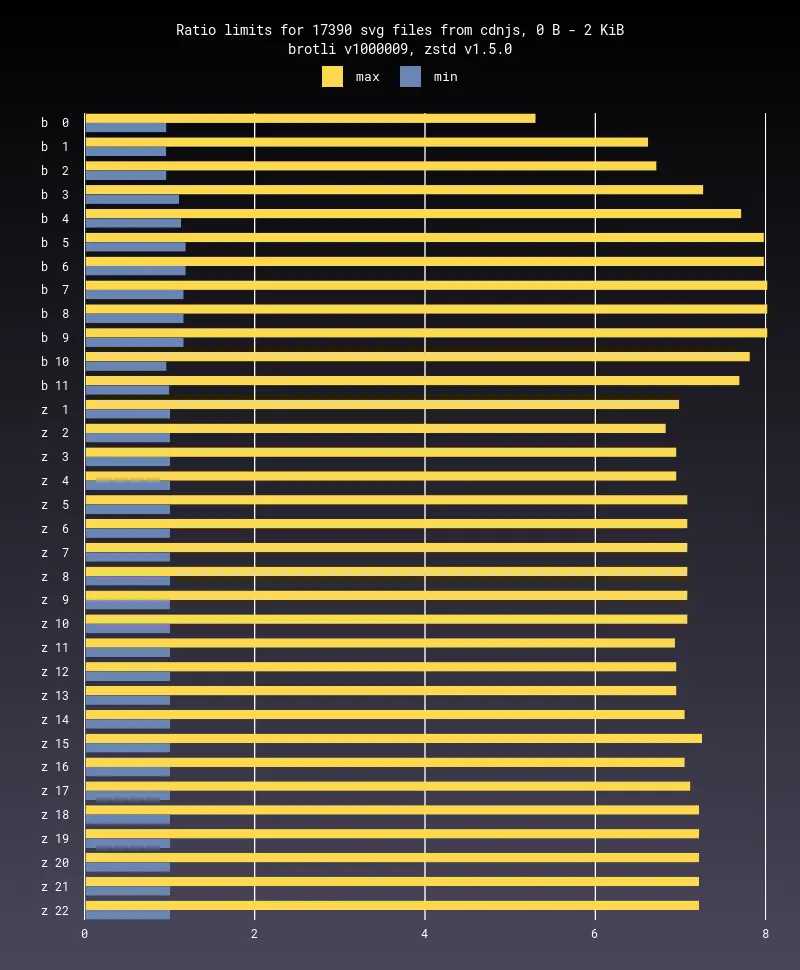 Ratio limits for 17390 svg files from cdnjs, 0 B - 2 KiB
brotli v1000009, zstd v1.5.0
max min
b 0
b 1
b 2
b 3
b 4
b 5
b 6
b 7
b 8
b 9
b 10
b 11
z 1
z 2
z 3
z 4
z 5
z 6
z 7
z 8
z 9
z 10
z 11
z 12
z 13
z 14
z 15
z 16
z 17
z 18
z 19
z 20
z 21
z 22
0 2 4 6 8